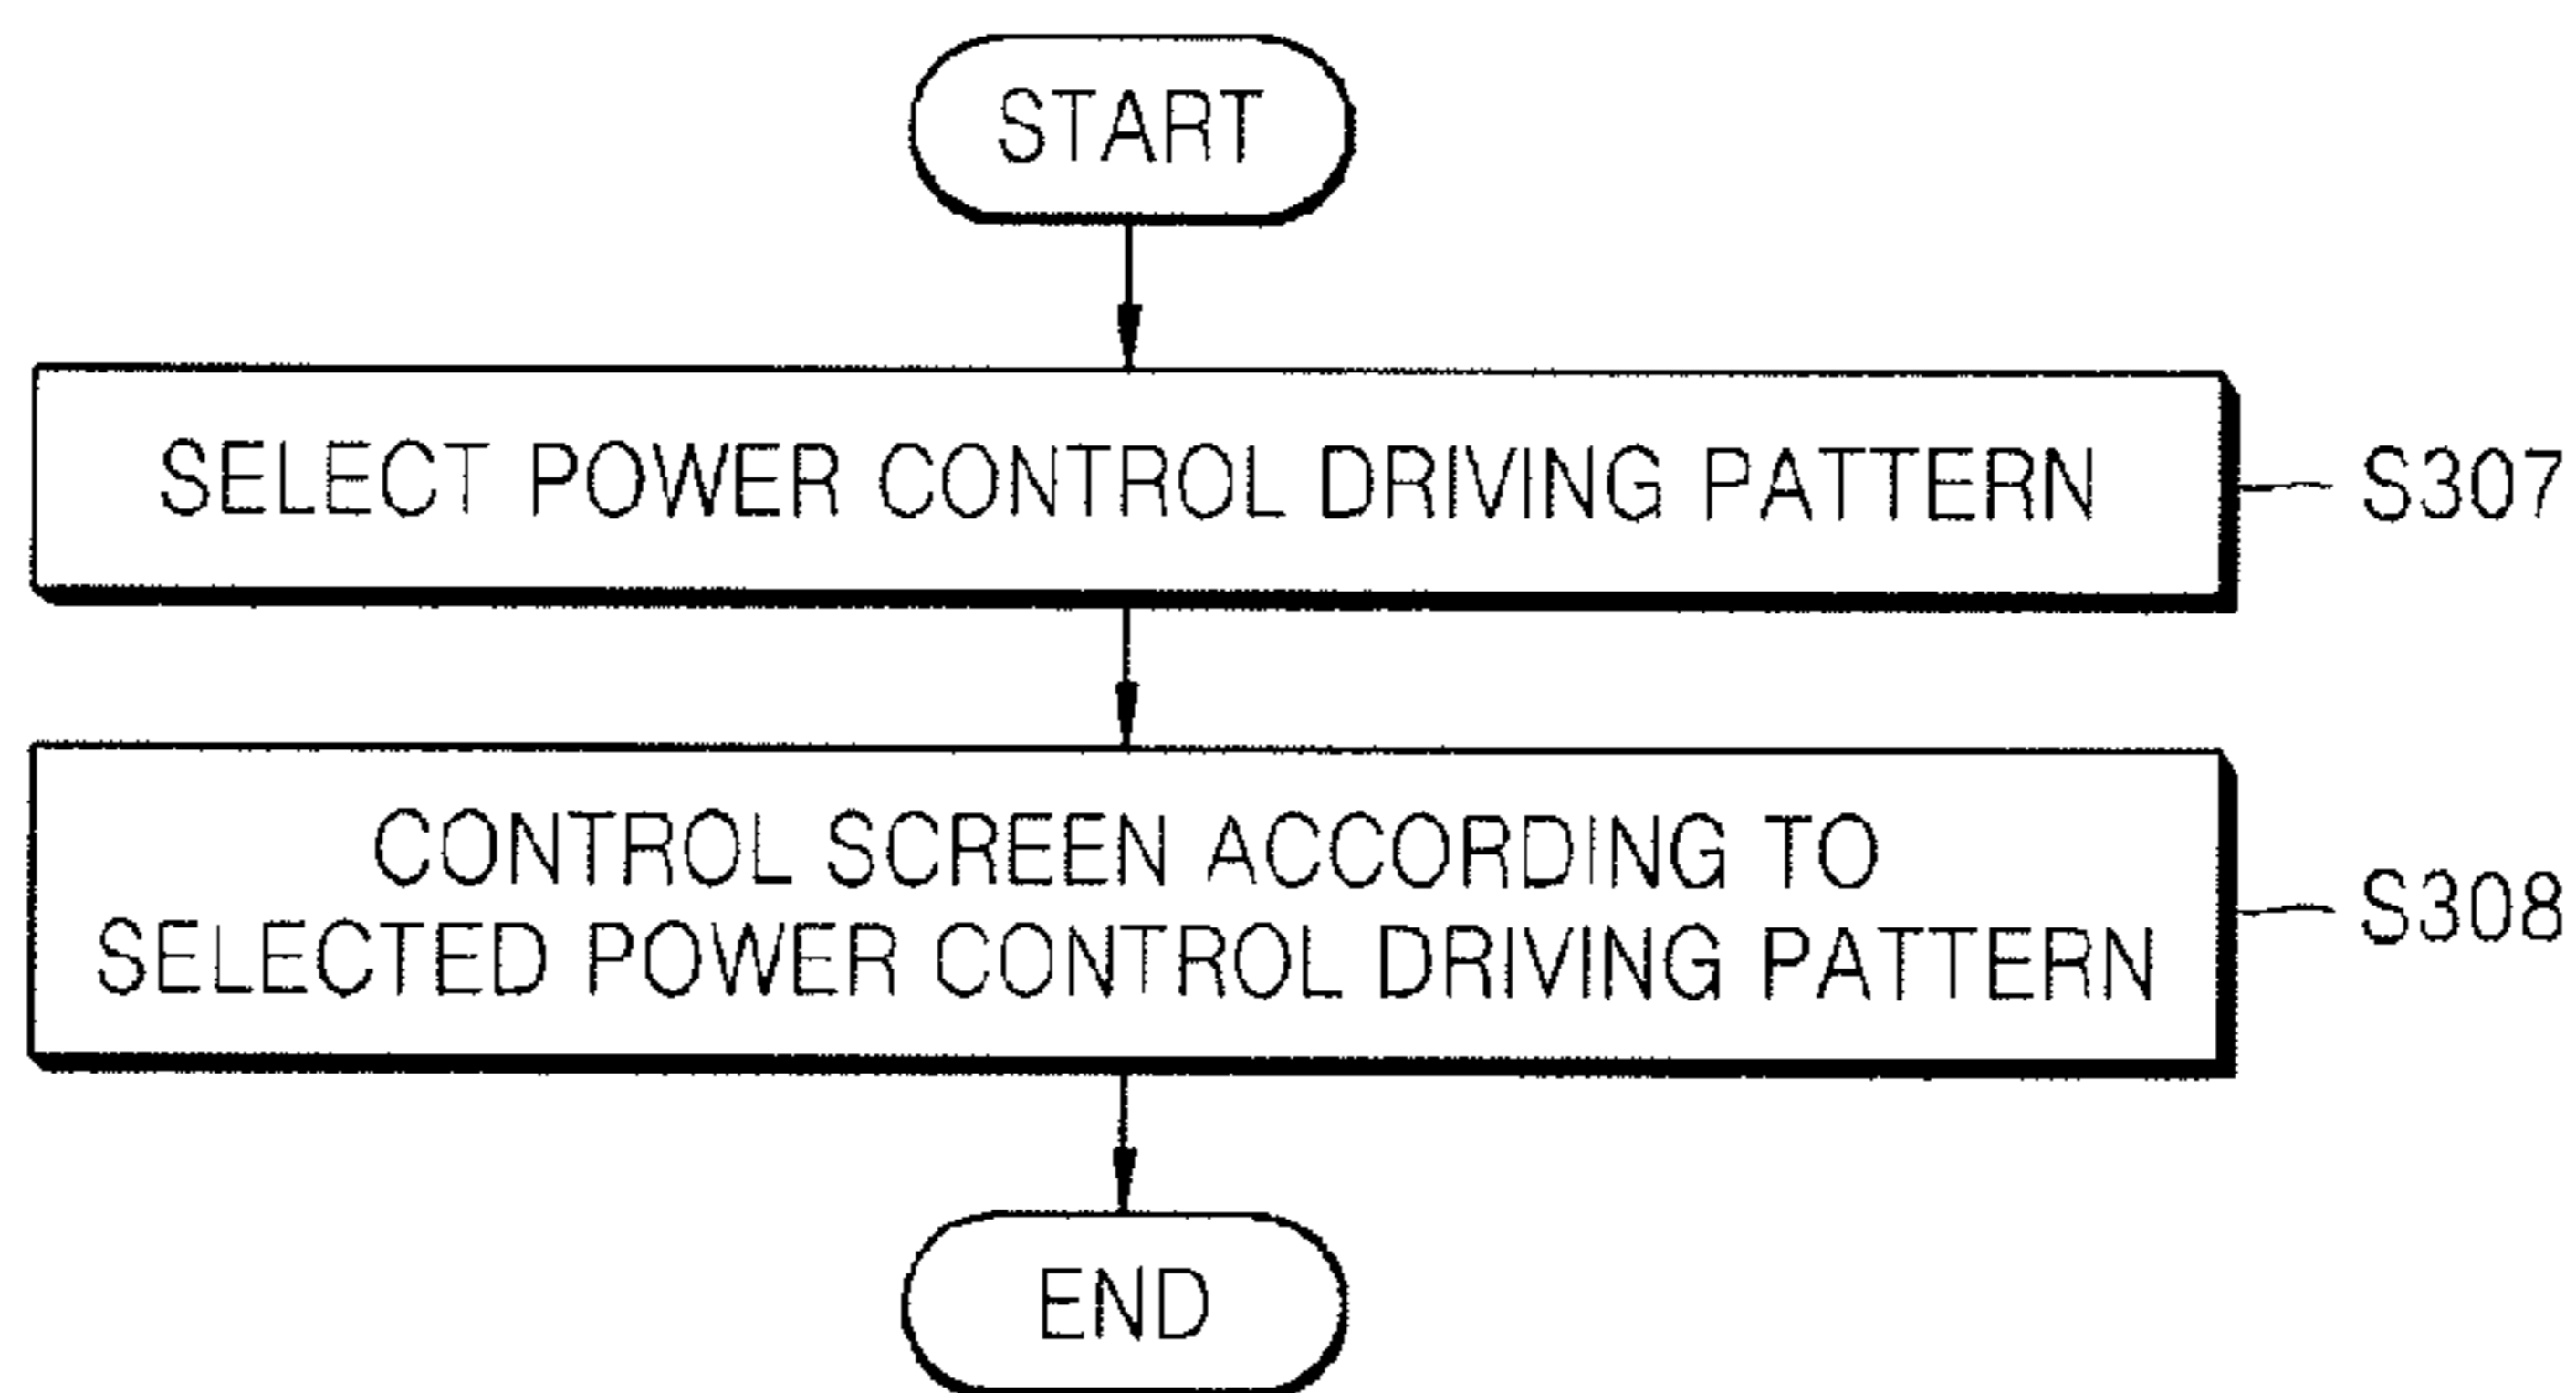 START
SELECT POWER CONTROL DRIVING PATTERN
S307
CONTROL SCREEN ACCORDING TO
SELECTED POWER CONTROL DRIVING PATTERN
S308
END